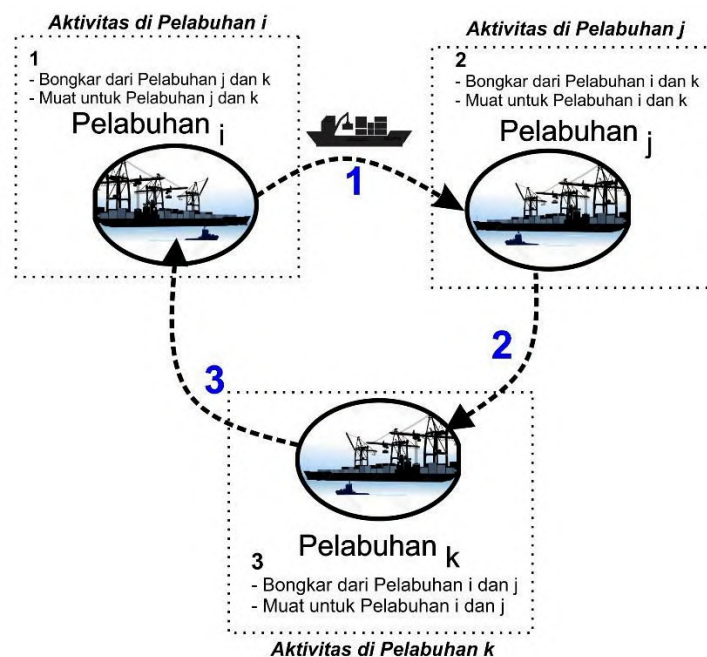 Aktivitas di Pelabuhan i
1
- Bongkar dari Pelabuhan j dan k
- Muat untuk Pelabuhan j dan k
Pelabuhan i
Aktivitas di Pelabuhan j
2
- Bongkar dari Pelabuhan i dan k
- Muat untuk Pelabuhan i dan k
Pelabuhan j
1
2
3
Pelabuhan k
3
- Bongkar dari Pelabuhan i dan j
- Muat untuk Pelabuhan i dan j
Aktivitas di Pelabuhan k